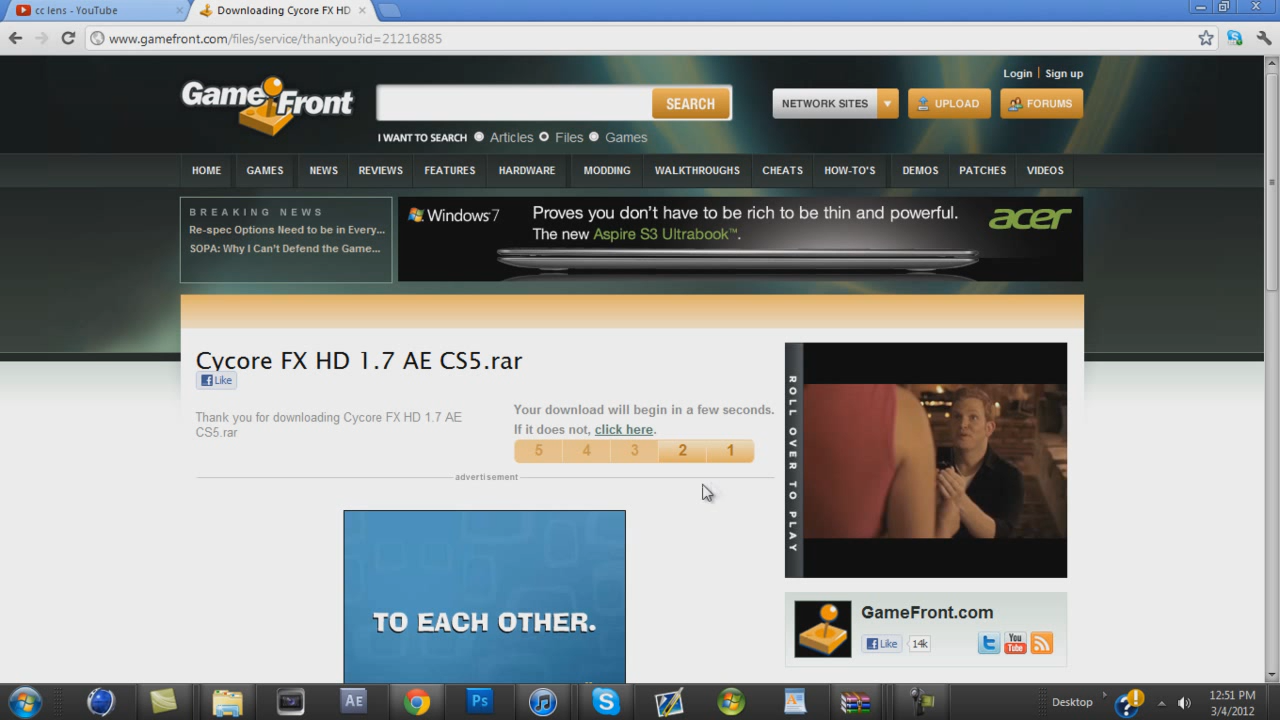 cc lens - YouTube
Downloading Cycore FX HD
www.gamefront.com/files/service/thankyou?id=21216885
Login | Sign up
GameFront
SEARCH
NETWORK SITES
UPLOAD
FORUMS
I WANT TO SEARCH Articles Files Games
HOME GAMES NEWS REVIEWS FEATURES HARDWARE MODDING WALKTHROUGHS CHEATS HOW-TO'S DEMOS PATCHES VIDEOS
BREAKING NEWS
Re-spec Options Need to be in Every...
SOPA: Why I Can't Defend the Game...
Windows 7
Proves you don't have to be rich to be thin and powerful.
The new Aspire S3 Ultrabook™.
acer
Cycore FX HD 1.7 AE CS5.rar
Like
Thank you for downloading Cycore FX HD 1.7 AE
CS5.rar
Your download will begin in a few seconds.
If it does not, click here.
5 4 3 2 1
advertisement
TO EACH OTHER.
ROLL OVER TO PLAY
GameFront.com
Like 14k
You
Tube
AE
Ps
Desktop
12:51 PM
3/4/2012